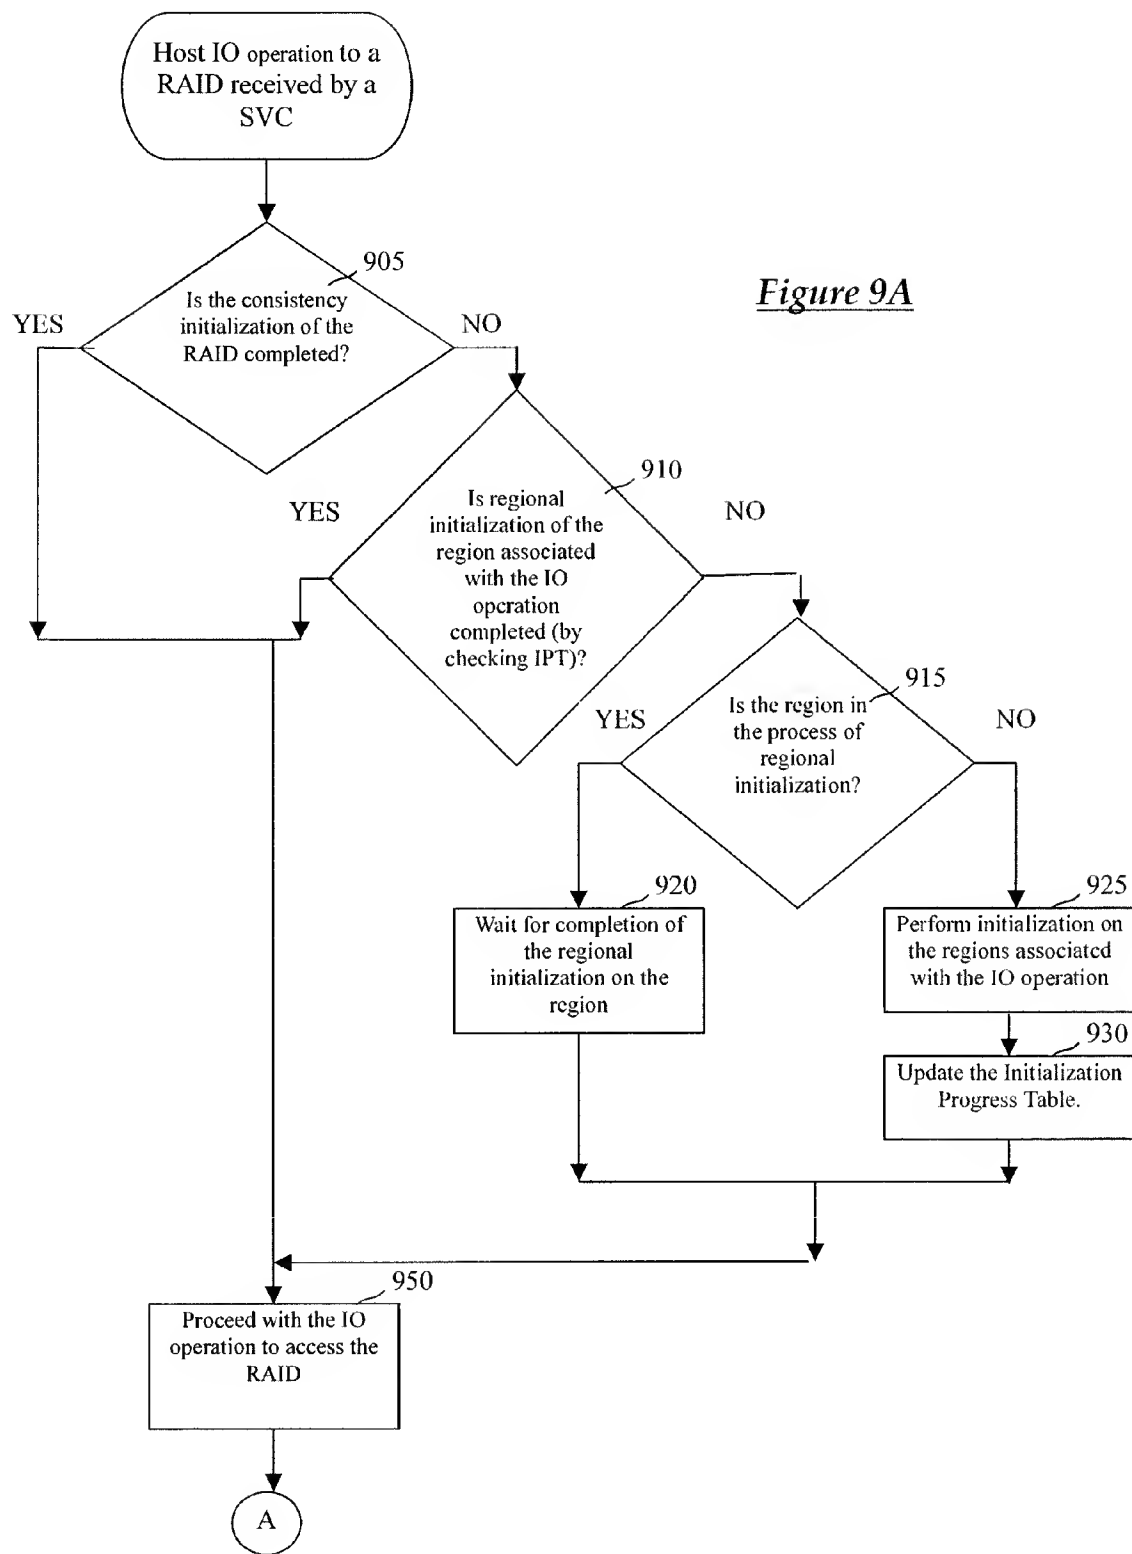 Host IO operation to a
RAID received by a
SVC
905
Is the consistency
initialization of the
RAID completed?
YES
NO
Figure 9A
910
Is regional
initialization of the
region associated
with the IO
operation
completed (by
checking IPT)?
YES
NO
915
Is the region in
the process of
regional
initialization?
YES
NO
920
Wait for completion of
the regional
initialization on the
region
925
Perform initialization on
the regions associated
with the IO operation
930
Update the Initialization
Progress Table.
950
Proceed with the IO
operation to access the
RAID
A